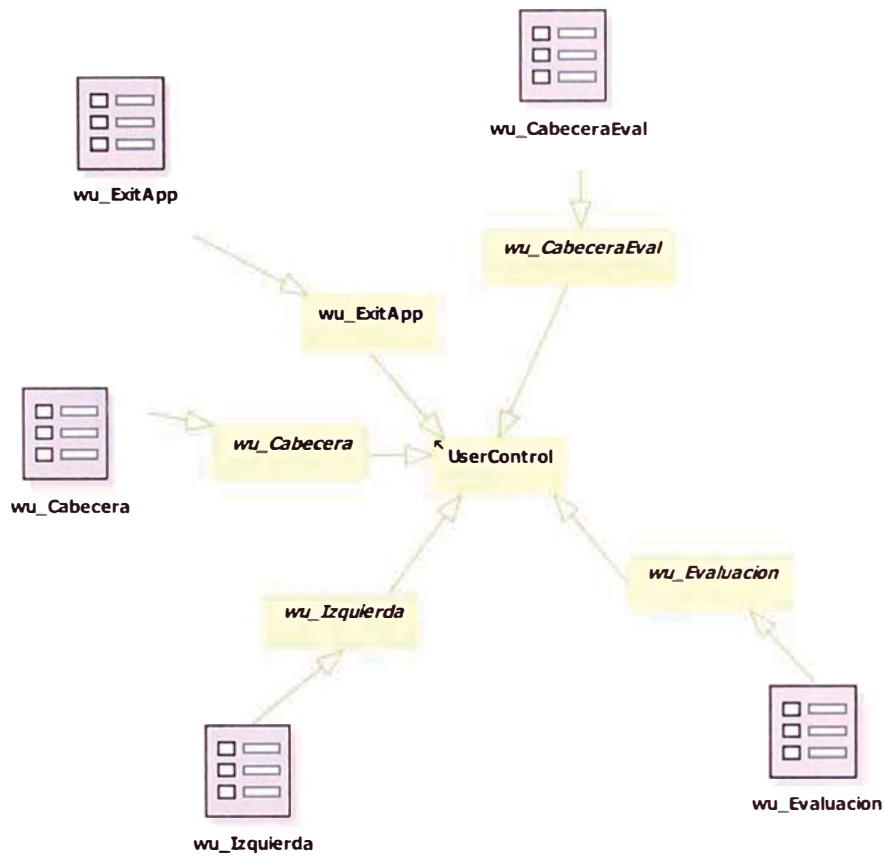 wu_CabeceraEval
wu_ExitApp
wu_CabeceraEval
wu_ExitApp
wu_Cabecera
UserControl
wu_Cabecera
wu_Evaluacion
wu_Izquierda
wu_Evaluacion
wu_Izquierda